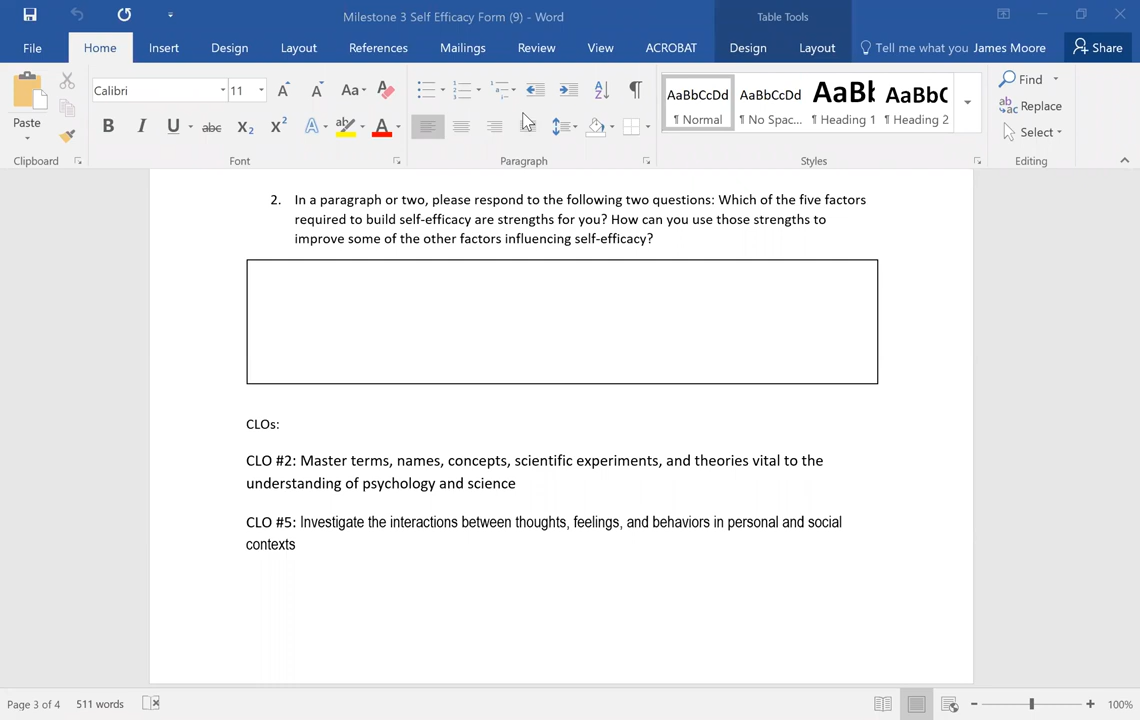 Milestone 3 Self Efficacy Form (9) - Word
Table Tools
File Home Insert Design Layout References Mailings Review View ACROBAT Design Layout Tell me what you James Moore Share
Calibri 11 Aa
Paste
B I U abc X2 X2 A ab A
AaBbCcDd AaBbCcDd AaBb AaBbC
¶ Normal ¶ No Spac... ¶ Heading 1 ¶ Heading 2
Find
Replace
Select
Clipboard Font Paragraph Styles Editing
2. In a paragraph or two, please respond to the following two questions: Which of the five factors
required to build self-efficacy are strengths for you? How can you use those strengths to
improve some of the other factors influencing self-efficacy?
CLOs:
CLO #2: Master terms, names, concepts, scientific experiments, and theories vital to the
understanding of psychology and science
CLO #5: Investigate the interactions between thoughts, feelings, and behaviors in personal and social
contexts
Page 3 of 4 511 words 100%